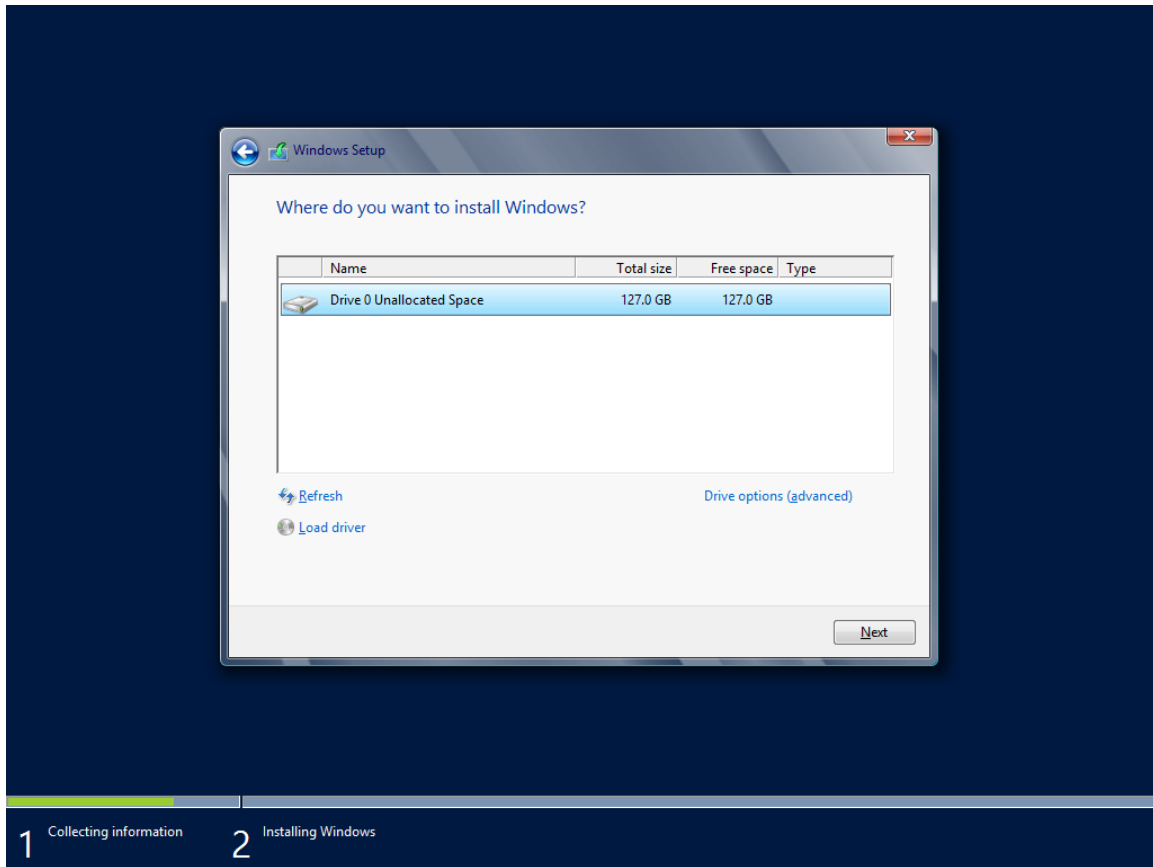 Windows Setup
Where do you want to install Windows?
Name Total size Free space Type
Drive 0 Unallocated Space 127.0 GB 127.0 GB
Refresh Drive options (advanced)
Load driver
Next
1 Collecting information 2 Installing Windows